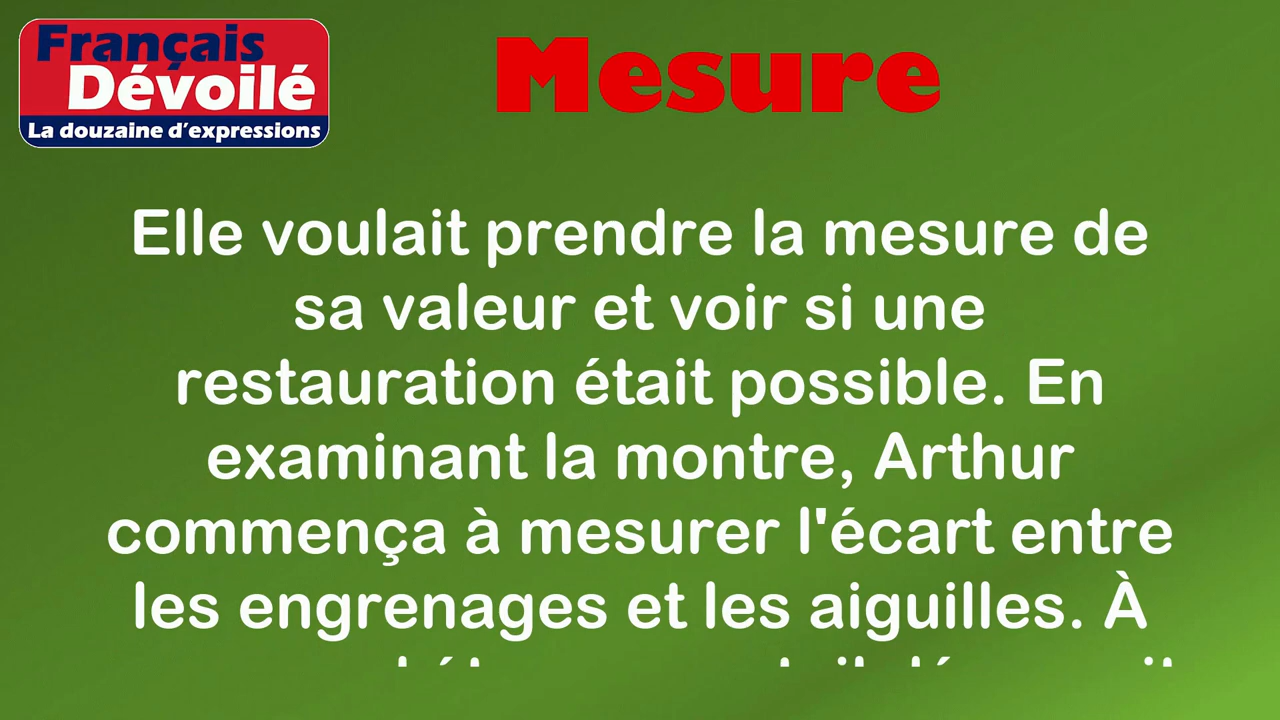 Français
Dévoilé
La douzaine d'expressions
Mesure
Elle voulait prendre la mesure de
sa valeur et voir si une
restauration était possible. En
examinant la montre, Arthur
commença à mesurer l'écart entre
les engrenages et les aiguilles. À